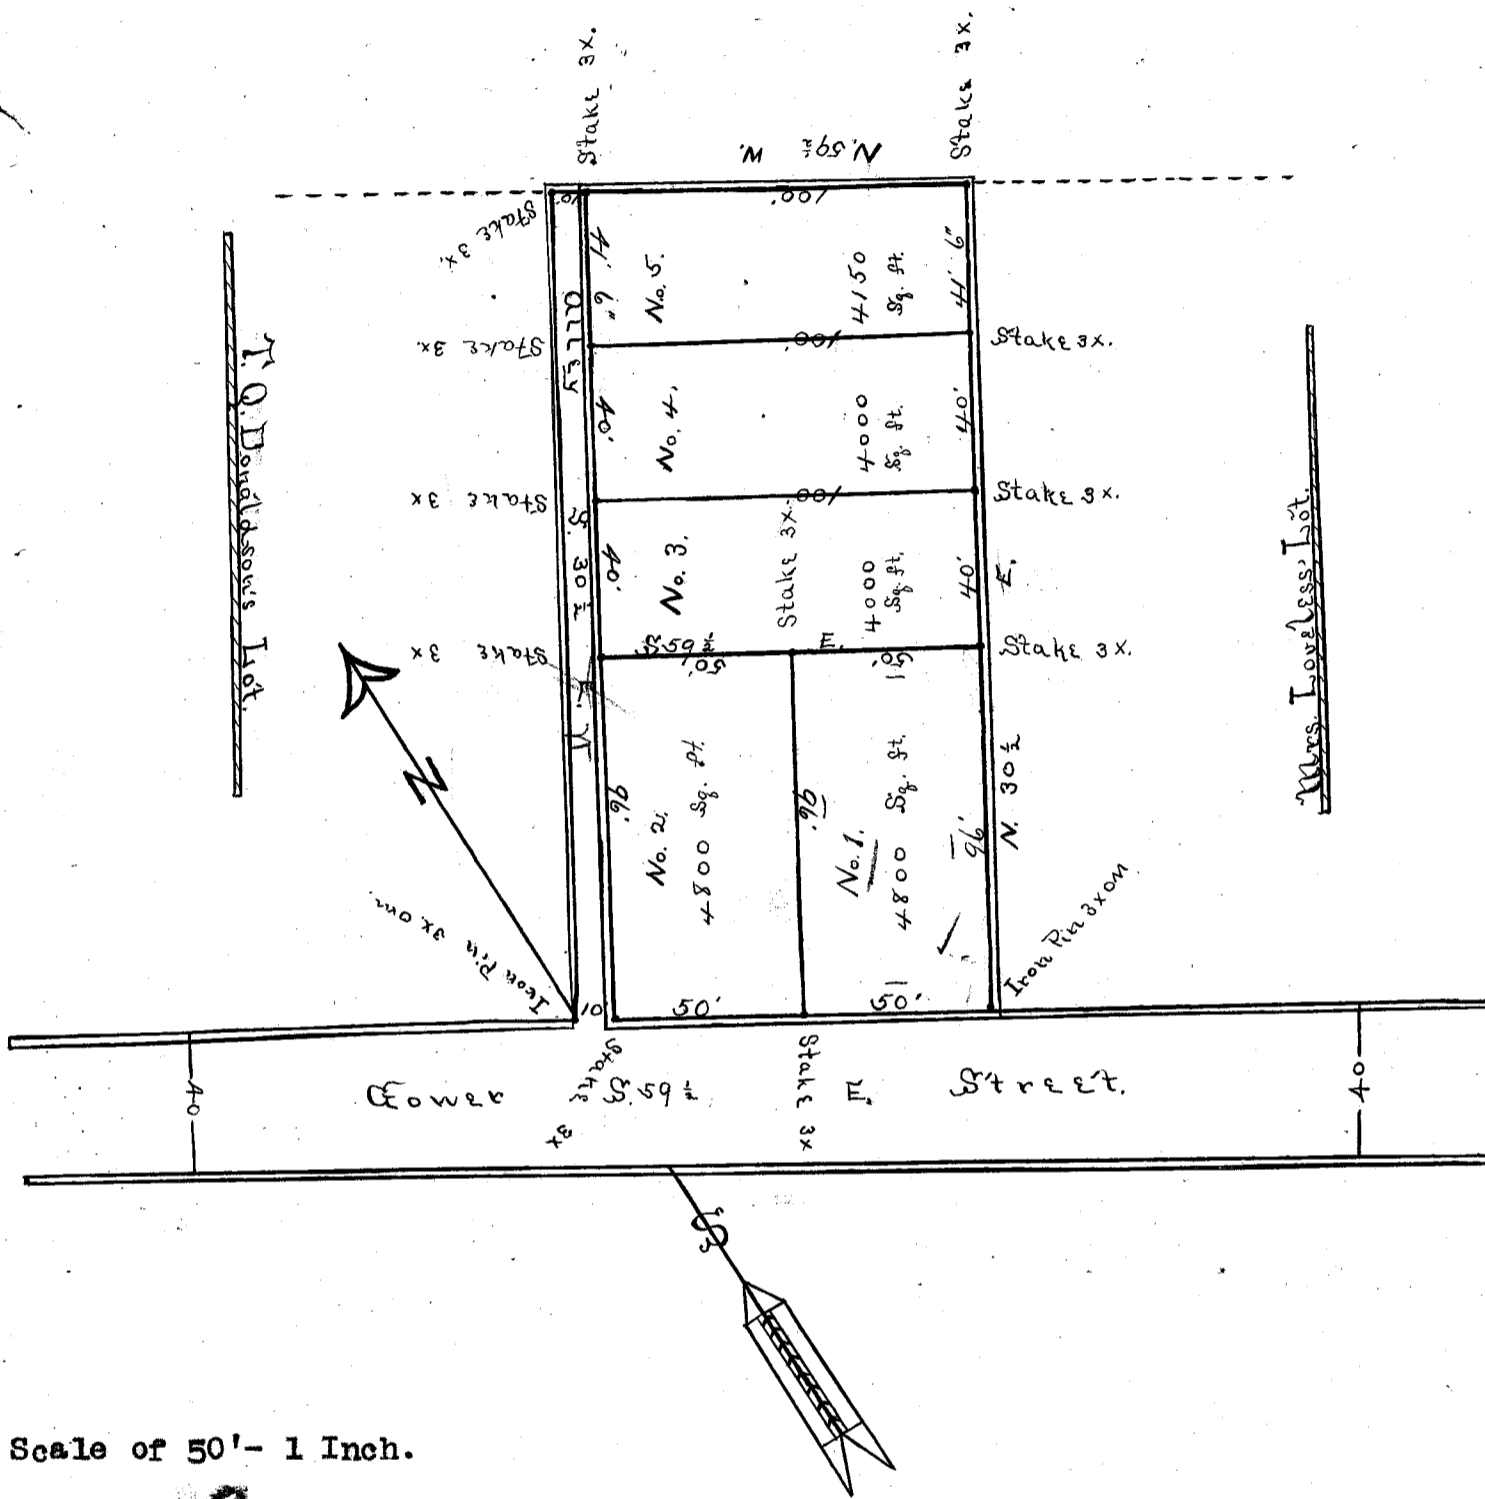 Stake 3x.
Stake 3x.
N. 59½ W.
Stake 3x.
10'
100'
41' 6"
No. 5.
4150
Sq. ft.
41' 6"
Alley
Stake 3x.
100'
Stake 3x.
40'
No. 4.
4000
Sq. ft.
40'
Stake 3x
100'
Stake 3x.
S. 30½ E.
40'
No. 3.
Stake 3x.
4000
Sq. ft.
40'
Stake 3x
S 59½ E.
50'
50'
Stake 3x.
T. Q. Donaldson's Lot.
Mrs. Loveless' Lot.
N. 30½ E.
N
96'
No. 2.
4800 Sq. ft
96'
No. 1.
4800 Sq. ft.
96'
Iron Pin 3x om.
Iron Pin 3x om
10
50'
50'
Stake 3x
Stake 3x
40
S. 59½ E.
Street.
40
S
Scale of 50'- 1 Inch.